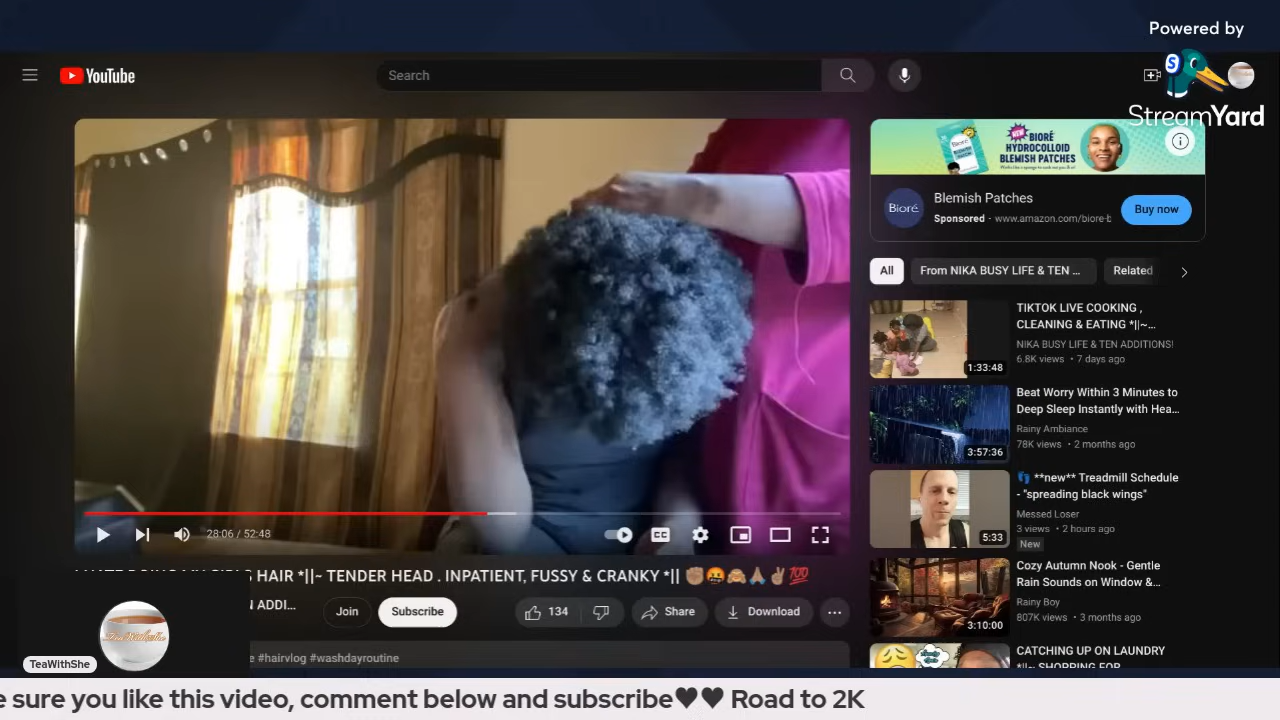 Powered by
StreamYard
YouTube
Search
NEW
BIORÉ
HYDROCOLLOID
BLEMISH PATCHES
Bioré
Blemish Patches
Sponsored · www.amazon.com/biore-b
Buy now
All
From NIKA BUSY LIFE & TEN ...
Related
TIKTOK LIVE COOKING ,
CLEANING & EATING *||~...
NIKA BUSY LIFE & TEN ADDITIONS!
6.8K views • 7 days ago
1:33:48
Beat Worry Within 3 Minutes to
Deep Sleep Instantly with Hea...
Rainy Ambiance
78K views • 2 months ago
3:57:36
👣 **new** Treadmill Schedule
- "spreading black wings"
Messed Loser
3 views • 2 hours ago
New
5:33
Cozy Autumn Nook - Gentle
Rain Sounds on Window &...
Rainy Boy
807K views • 3 months ago
3:10:00
CATCHING UP ON LAUNDRY
28:06 / 52:48
CC
HAIR *||~ TENDER HEAD . INPATIENT, FUSSY & CRANKY *|| ✊🏽🤬🙈🙏🏽✌🏽💯
ADDI...
Join
Subscribe
134
Share
Download
#hairvlog #washdayroutine
TeaWithShe
e sure you like this video, comment below and subscribe♥♥ Road to 2K